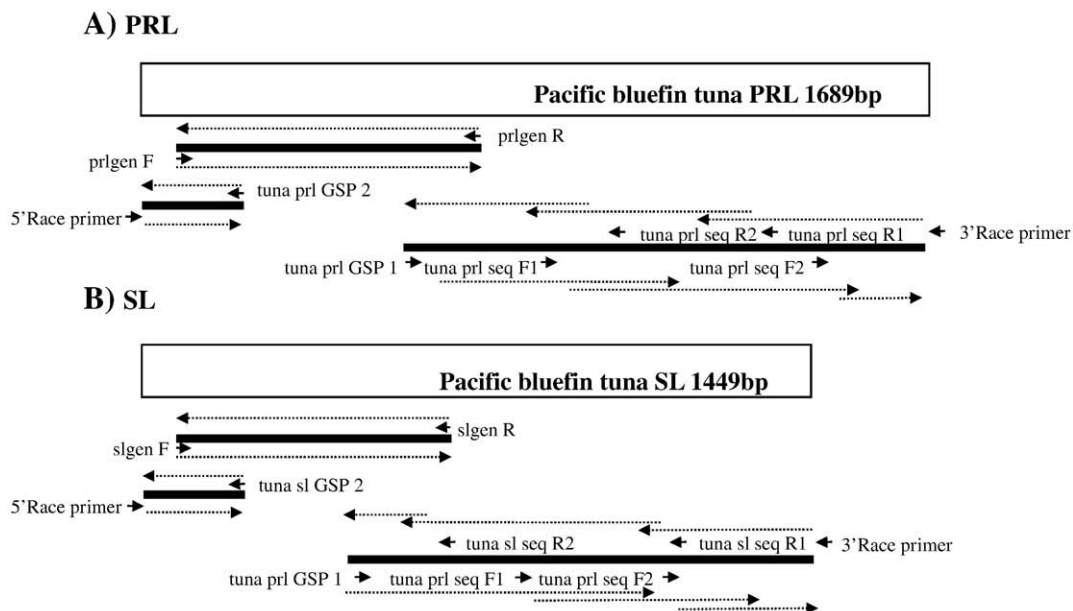 A) PRL
Pacific bluefin tuna PRL 1689bp
prlgen R
prlgen F
tuna prl GSP 2
5'Race primer
tuna prl seq R2
tuna prl seq R1
3'Race primer
tuna prl GSP 1
tuna prl seq F1
tuna prl seq F2
B) SL
Pacific bluefin tuna SL 1449bp
slgen R
slgen F
tuna sl GSP 2
5'Race primer
tuna sl seq R2
tuna sl seq R1
3'Race primer
tuna prl GSP 1
tuna prl seq F1
tuna prl seq F2